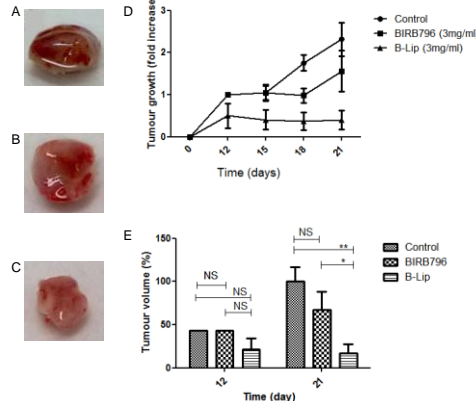 A
B
C
D
Tumour growth (fold increase)
3
2
1
0
0 12 15 18 21
Time (days)
Control
BIRB796 (3mg/ml)
B-Lip (3mg/ml)
E
Tumour volume (%)
150
100
50
0
NS
NS
NS
NS
**
*
12 21
Time (day)
Control
BIRB796
B-Lip